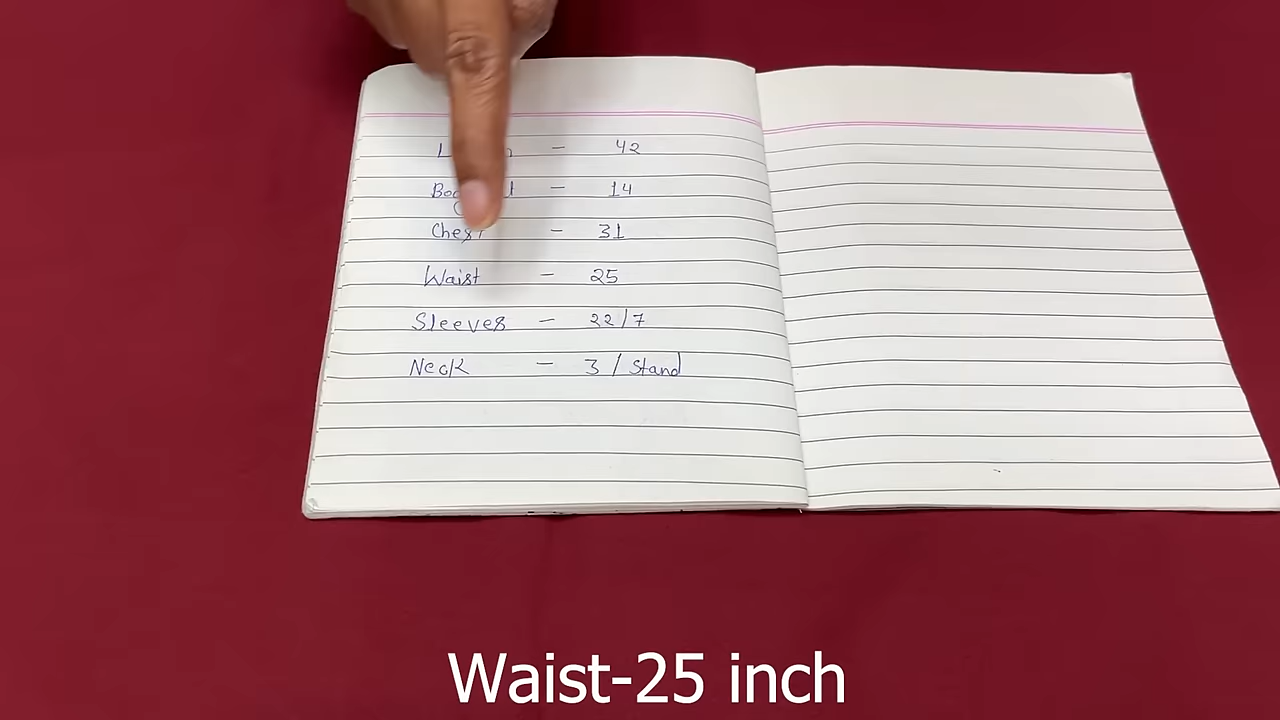 - 42
- 14
Chest - 31
Waist - 25
Sleeves - 22/7
Neck - 3 / Stand
Waist-25 inch